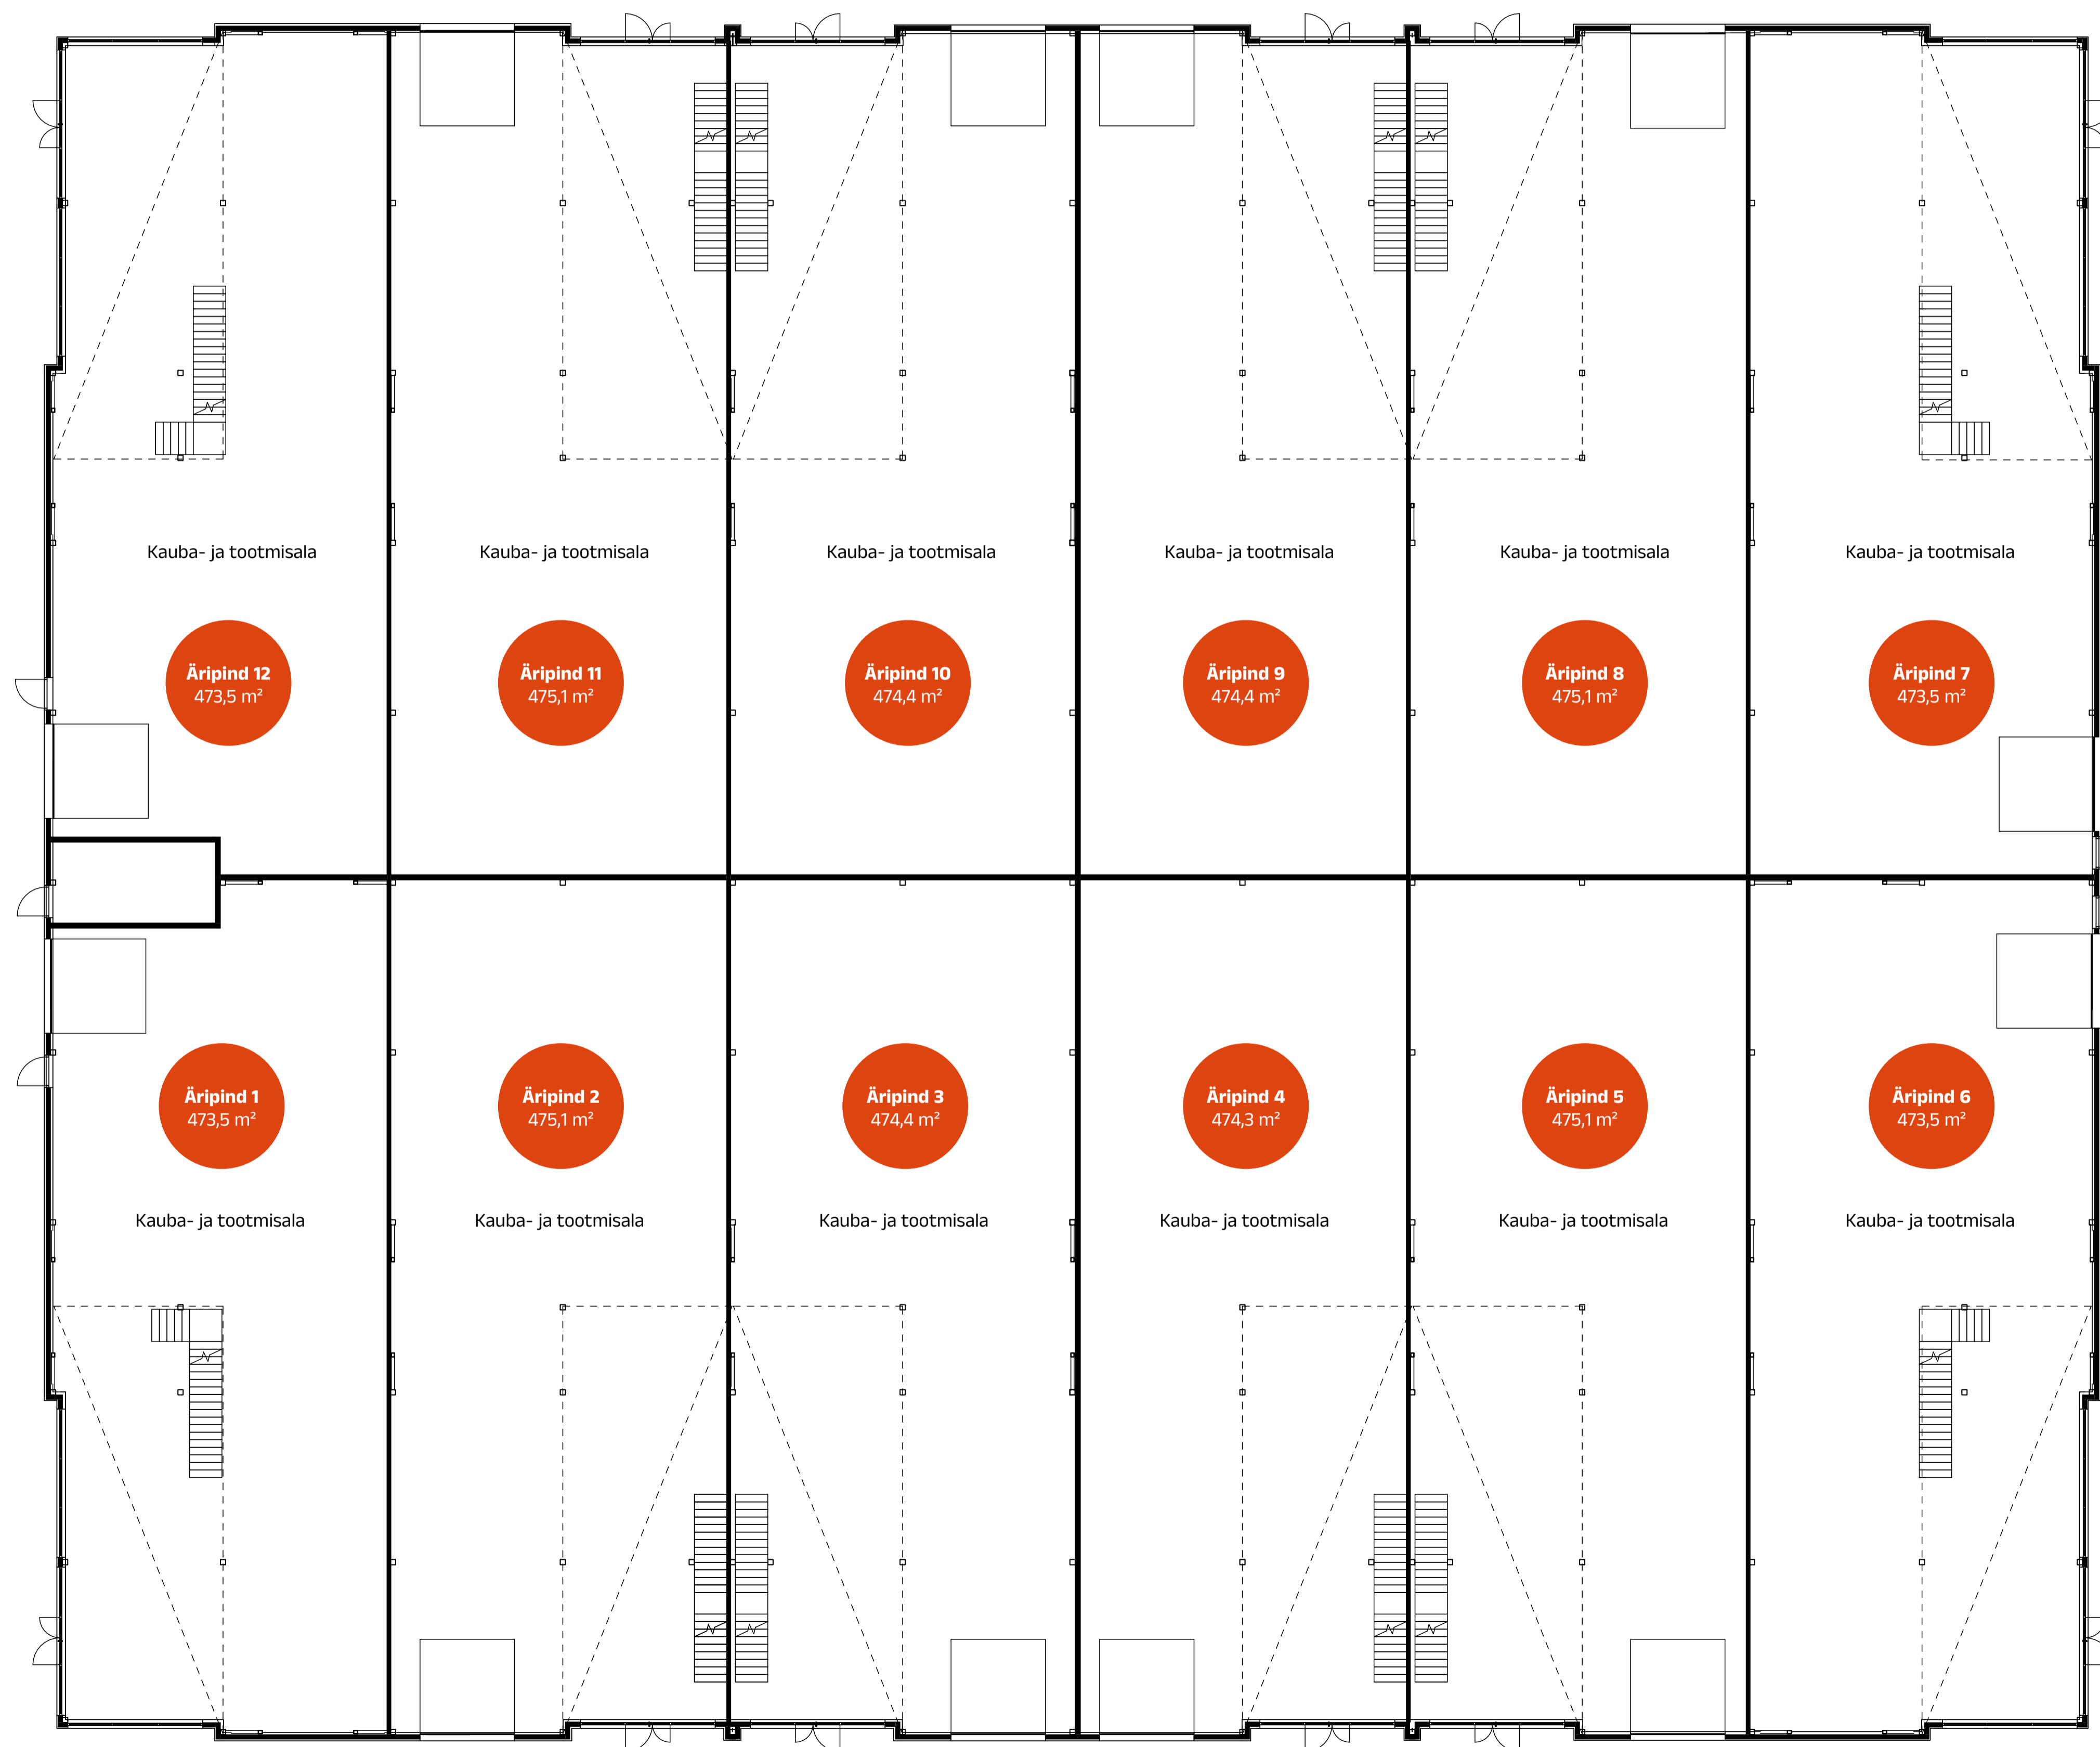 Kauba- ja tootmisala
Kauba- ja tootmisala
Kauba- ja tootmisala
Kauba- ja tootmisala
Kauba- ja tootmisala
Kauba- ja tootmisala
Äripind 12
473,5 m²
Äripind 11
475,1 m²
Äripind 10
474,4 m²
Äripind 9
474,4 m²
Äripind 8
475,1 m²
Äripind 7
473,5 m²
Äripind 1
473,5 m²
Äripind 2
475,1 m²
Äripind 3
474,4 m²
Äripind 4
474,3 m²
Äripind 5
475,1 m²
Äripind 6
473,5 m²
Kauba- ja tootmisala
Kauba- ja tootmisala
Kauba- ja tootmisala
Kauba- ja tootmisala
Kauba- ja tootmisala
Kauba- ja tootmisala